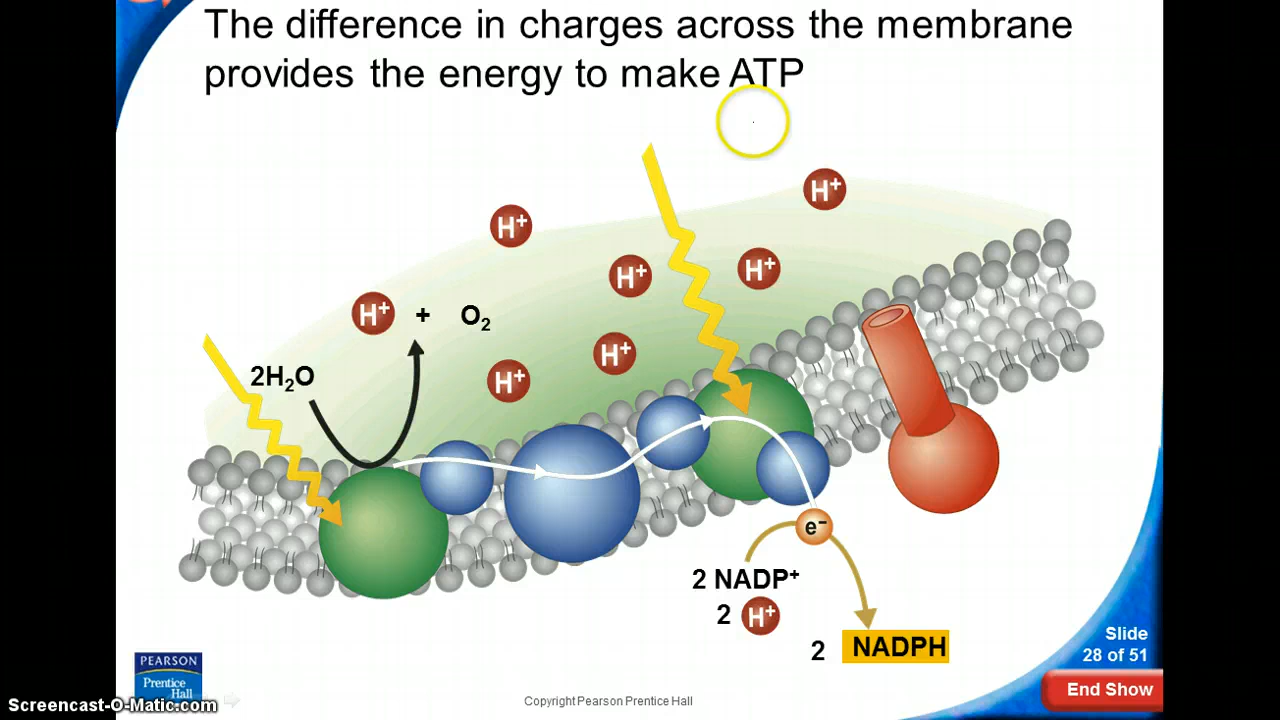 The difference in charges across the membrane
provides the energy to make ATP
H⁺
H⁺
H⁺
H⁺
H⁺ + O₂
H⁺
H⁺
2H₂O
e⁻
2 NADP⁺
2 H⁺
2 NADPH
Slide
28 of 51
End Show
PEARSON
Prentice
Hall
Copyright Pearson Prentice Hall
Screencast-O-Matic.com